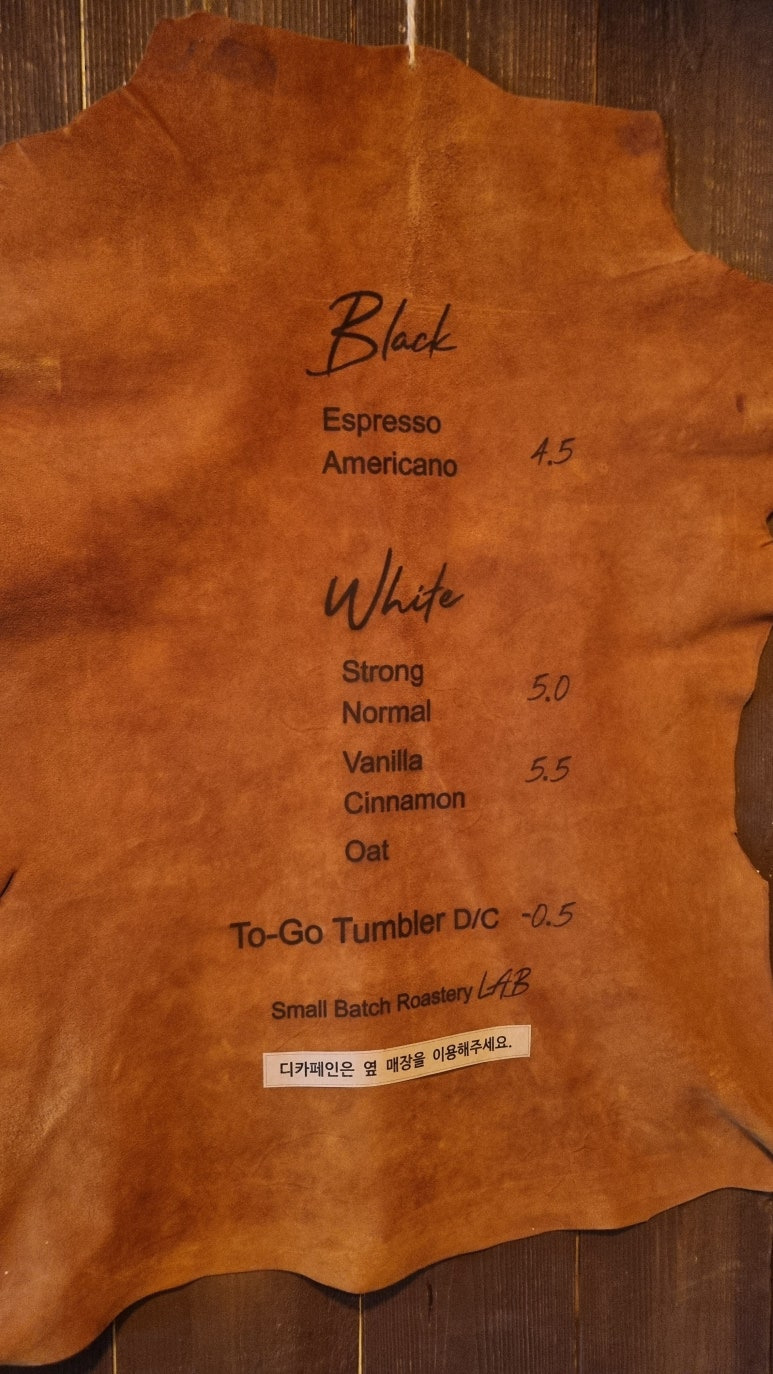 Black
Espresso
Americano 4.5
White
Strong
Normal 5.0
Vanilla 5.5
Cinnamon
Oat
To-Go Tumbler D/C -0.5
Small Batch Roastery LAB
디카페인은 옆 매장을 이용해주세요.